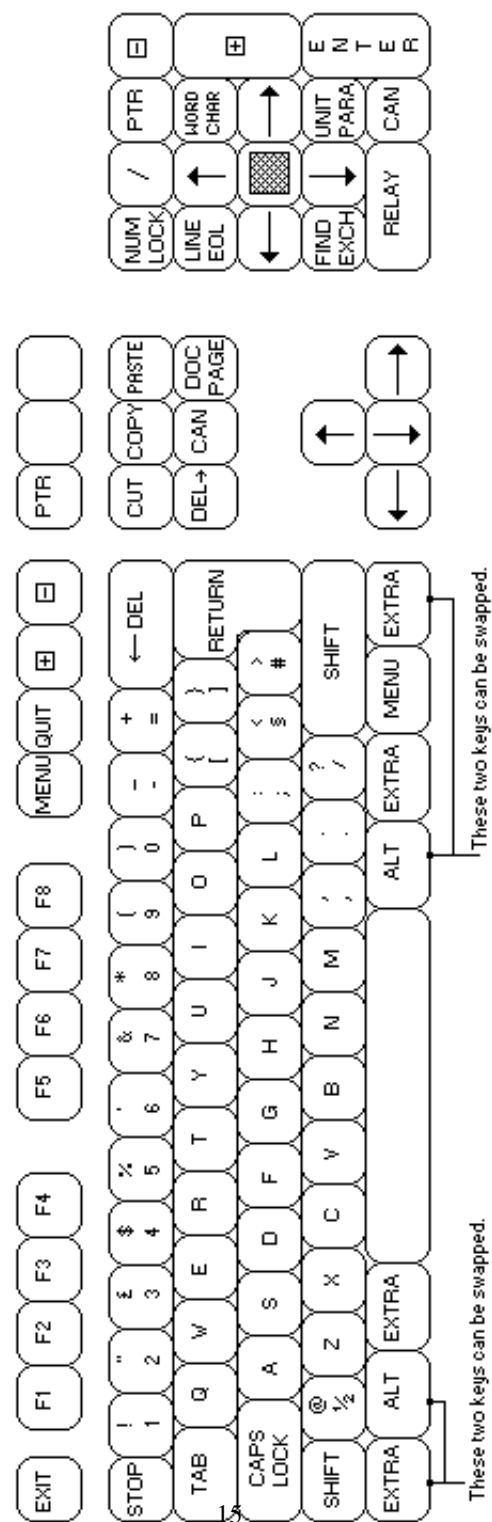 EXIT F1 F2 F3 F4 F5 F6 F7 F8 MENU QUIT ⊞ ⊟ PTR
STOP ! 1 " 2 £ 3 $ 4 % 5 ' 6 & 7 * 8 ( 9 ) 0 _ - + = ← DEL CUT COPY PASTE NUM LOCK / PTR ⊟
TAB Q W E R T Y U I O P { [ } ] RETURN DEL→ CAN DOC PAGE LINE EOL ↑ WORD CHAR ⊞
CAPS LOCK A S D F G H J K L : ; < § > # ← →
SHIFT @ ½ Z X C V B N M , , . . ? / SHIFT ↑ FIND EXCH ↓ UNIT PARA ENTER
EXTRA ALT EXTRA ALT EXTRA MENU EXTRA ← ↓ → RELAY CAN
These two keys can be swapped.
These two keys can be swapped.
15